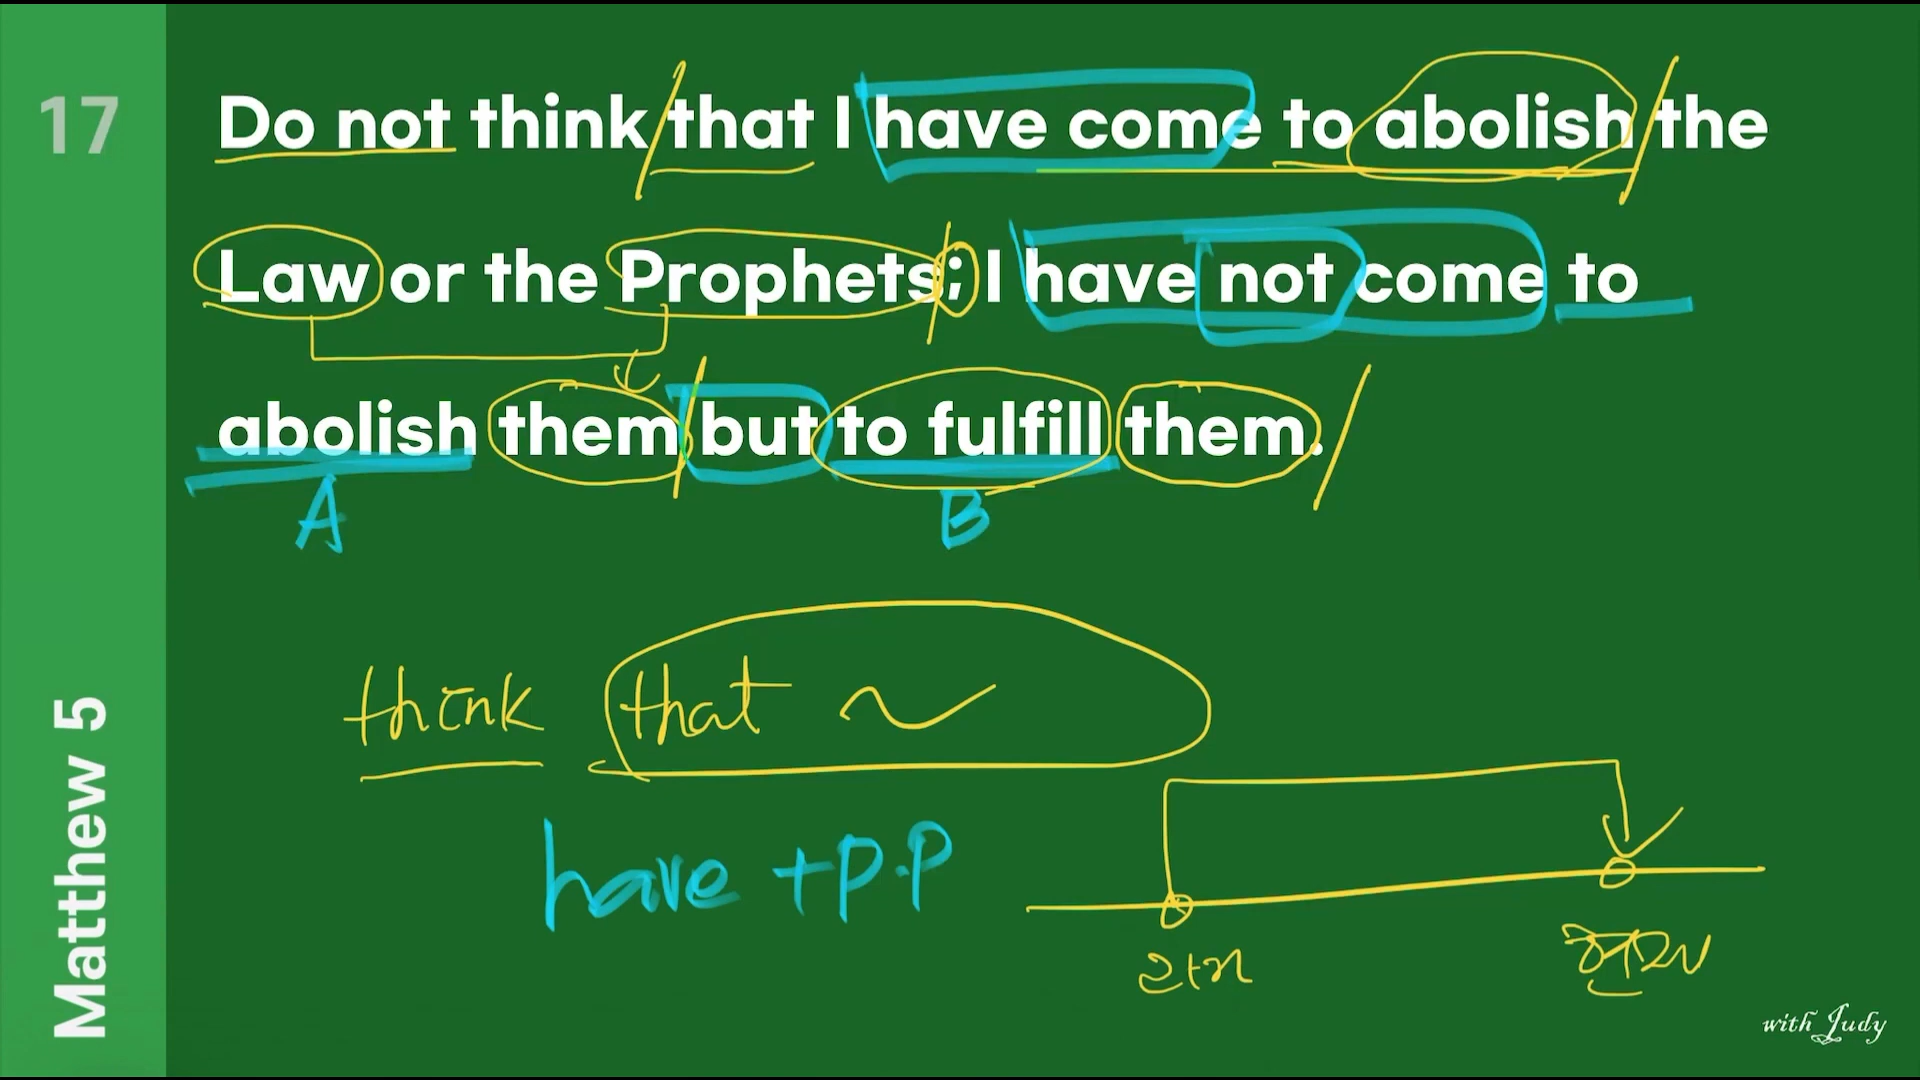 17
Do not think that I have come to abolish the
Law or the Prophets; I have not come to
abolish them but to fulfill them.
A B
think that ~
have +P.P
과거 현재
Matthew 5
with Judy